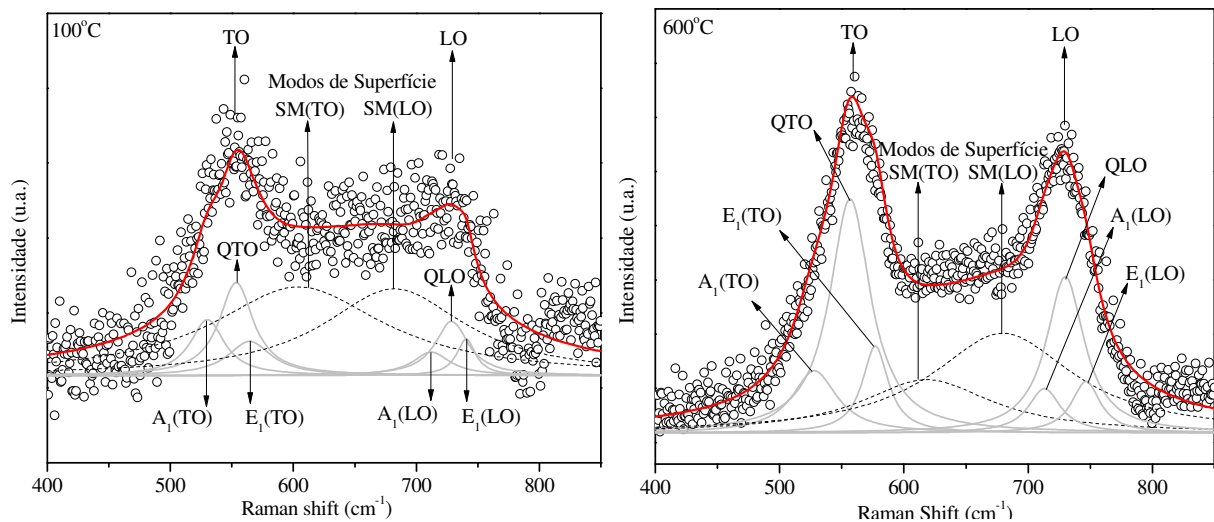 100°C
TO
LO
Modos de Superfície
SM(TO) SM(LO)
QTO
QLO
A₁(TO) E₁(TO) A₁(LO) E₁(LO)
Intensidade (u.a.)
400 500 600 700 800
Raman shift (cm⁻¹)
600°C
TO
LO
QTO
Modos de Superfície
SM(TO) SM(LO)
QLO
E₁(TO)
A₁(LO)
A₁(TO)
E₁(LO)
Intensidade (u.a.)
400 500 600 700 800
Raman Shift (cm⁻¹)